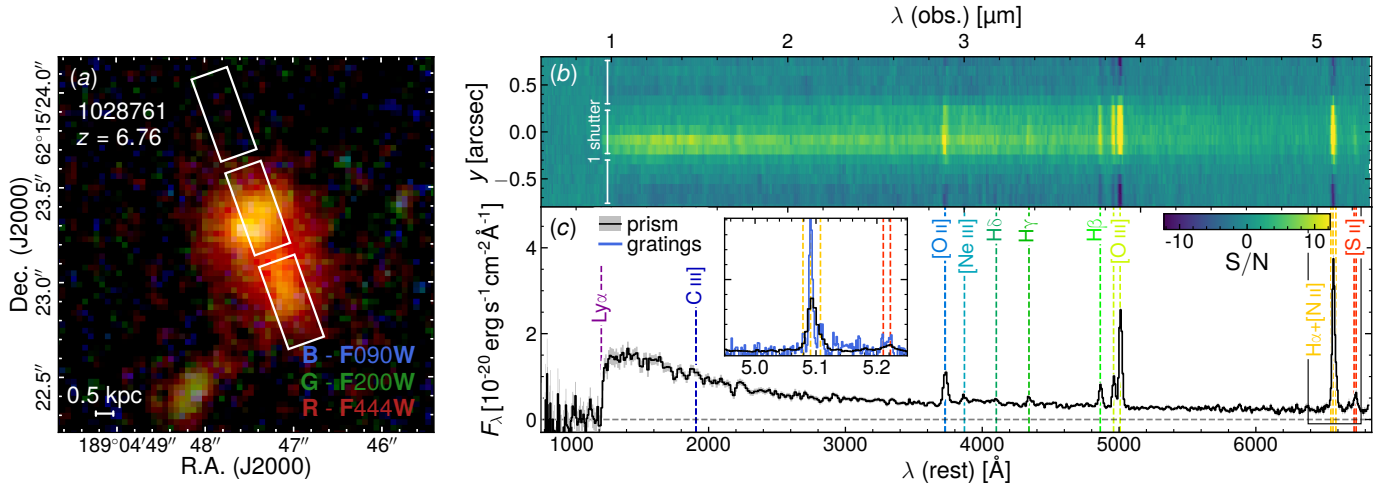 (a)
1028761
z = 6.76
B - F090W
G - F200W
R - F444W
0.5 kpc
Dec. (J2000)
62°15′24.0″
23.5″
23.0″
22.5″
189°04′49″ 48″ 47″ 46″
R.A. (J2000)
λ (obs.) [μm]
1 2 3 4 5
(b)
1 shutter
y [arcsec]
0.5
0.0
−0.5
(c)
prism
gratings
5.0 5.1 5.2
Lyα
C III]
[O II]
[Ne III]
Hδ
Hγ
Hβ
[O III]
Hα+[N II]
[S II]
-10 0 10
S/N
F_λ [10⁻²⁰ erg s⁻¹cm⁻²Å⁻¹]
4
2
0
1000 2000 3000 4000 5000 6000
λ (rest) [Å]